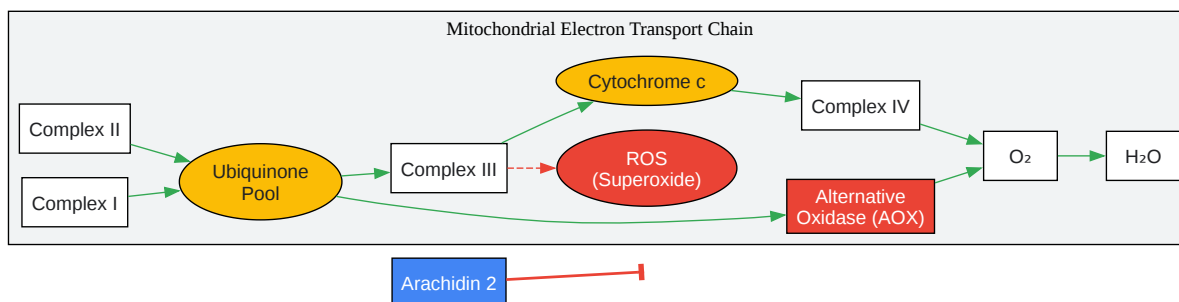 Mitochondrial Electron Transport Chain
Cytochrome c
Complex IV
Complex II
Ubiquinone
Pool
Complex III
ROS
(Superoxide)
O₂
H₂O
Complex I
Alternative
Oxidase (AOX)
Arachidin 2